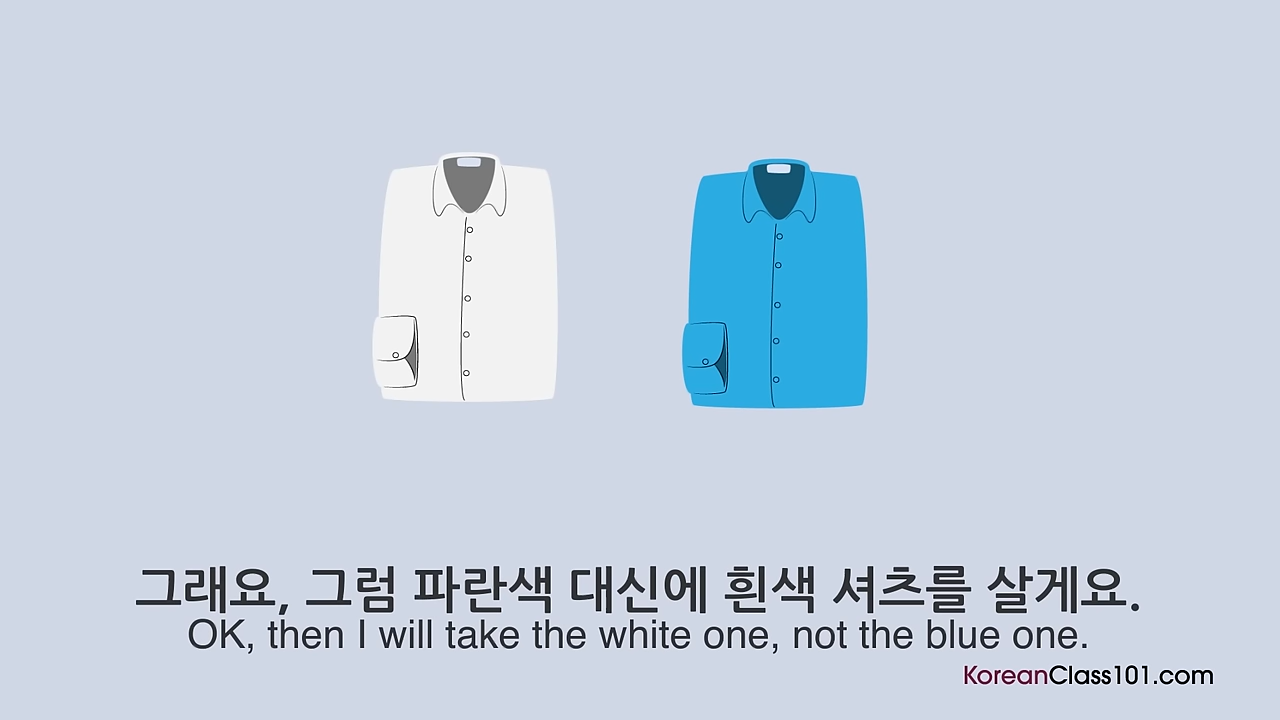 그래요, 그럼 파란색 대신에 흰색 셔츠를 살게요.
OK, then I will take the white one, not the blue one.
KoreanClass101.com